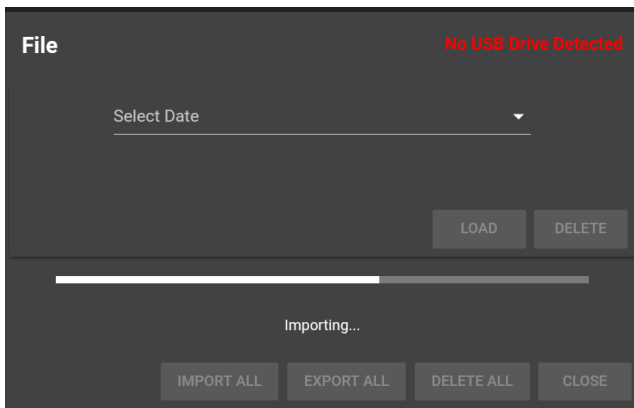 File
No USB Drive Detected
Select Date
LOAD
DELETE
Importing...
IMPORT ALL
EXPORT ALL
DELETE ALL
CLOSE